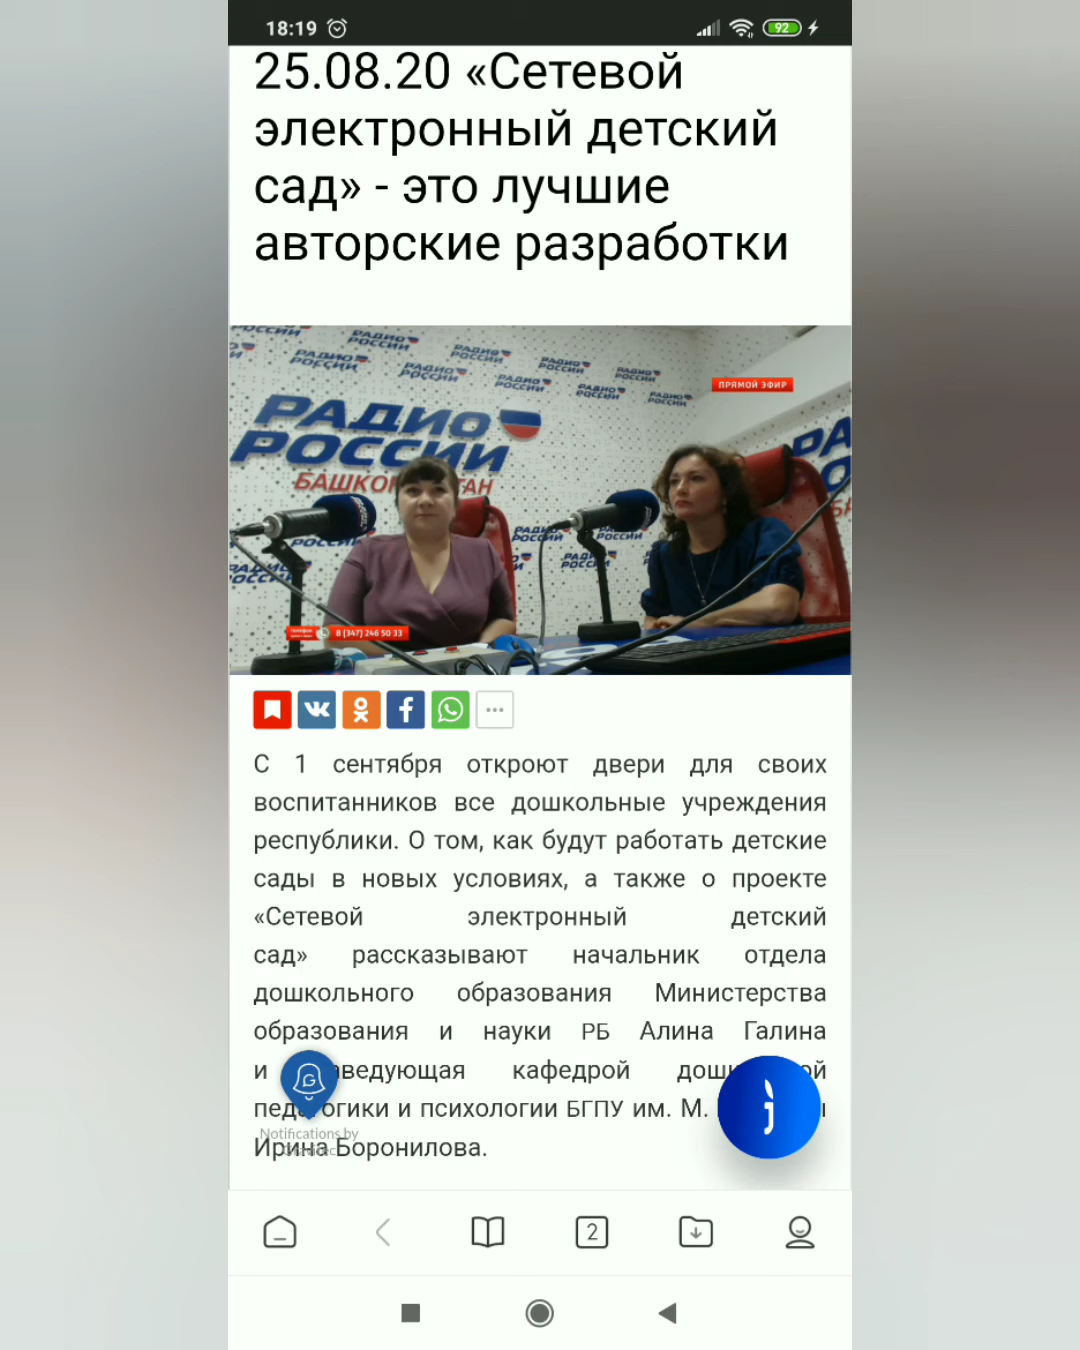 18:19
92
25.08.20 «Сетевой
электронный детский
сад» - это лучшие
авторские разработки
РАДИО
РОССИИ
ПРЯМОЙ ЭФИР
8 (347) 246 50 33
С 1 сентября откроют двери для своих
воспитанников все дошкольные учреждения
республики. О том, как будут работать детские
сады в новых условиях, а также о проекте
«Сетевой электронный детский
сад» рассказывают начальник отдела
дошкольного образования Министерства
образования и науки РБ Алина Галина
и кафедрой
и психологии БГПУ им. М.
Notifications by
Ирина Боронилова.
2